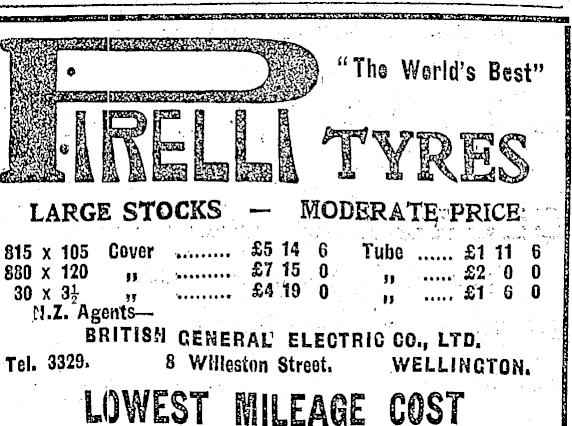 "The World's Best"
PIRELLI TYRES
LARGE STOCKS — MODERATE PRICE
815 x 105 Cover ......... £5 14 6 Tube ...... £1 11 6
880 x 120 ,, ......... £7 15 0 ,, ..... £2 0 0
30 x 3½ ,, ......... £4 19 0 ,, ..... £1 6 0
N.Z. Agents—
BRITISH GENERAL ELECTRIC CO., LTD.
Tel. 3329. 8 Willeston Street. WELLINGTON.
LOWEST MILEAGE COST